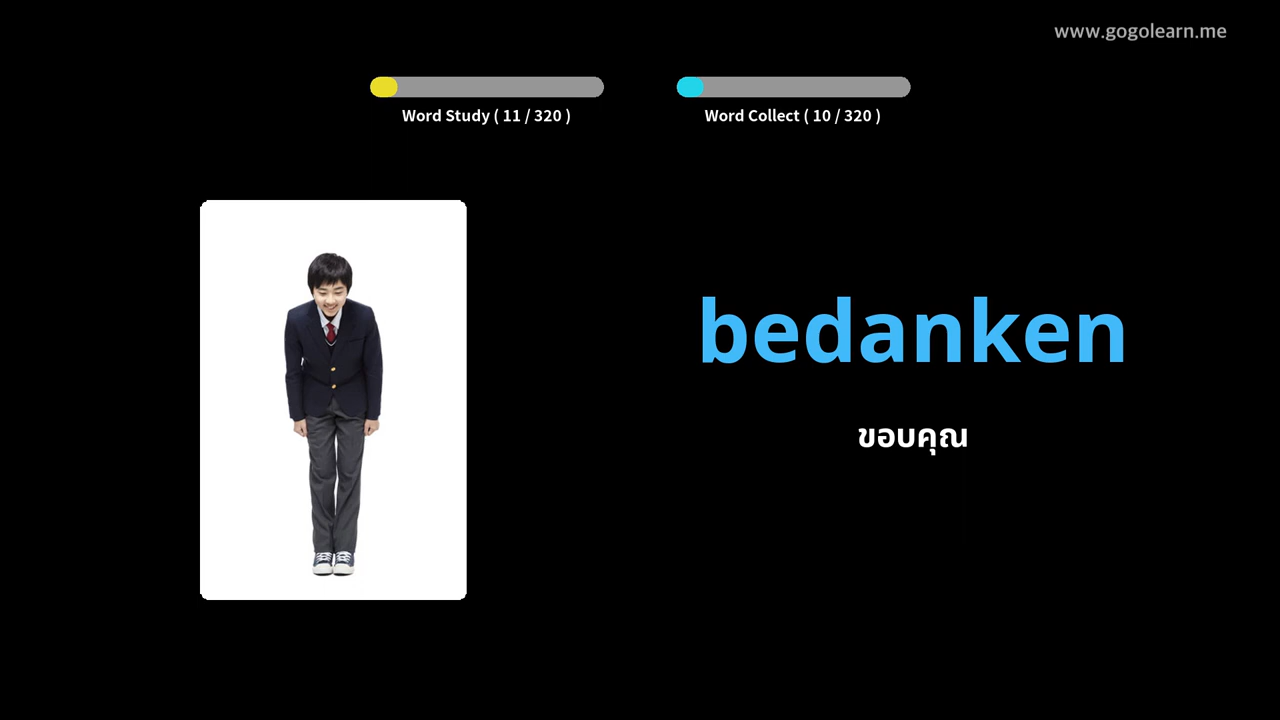 www.gogolearn.me
Word Study ( 11 / 320 )
Word Collect ( 10 / 320 )
bedanken
ขอบคุณ